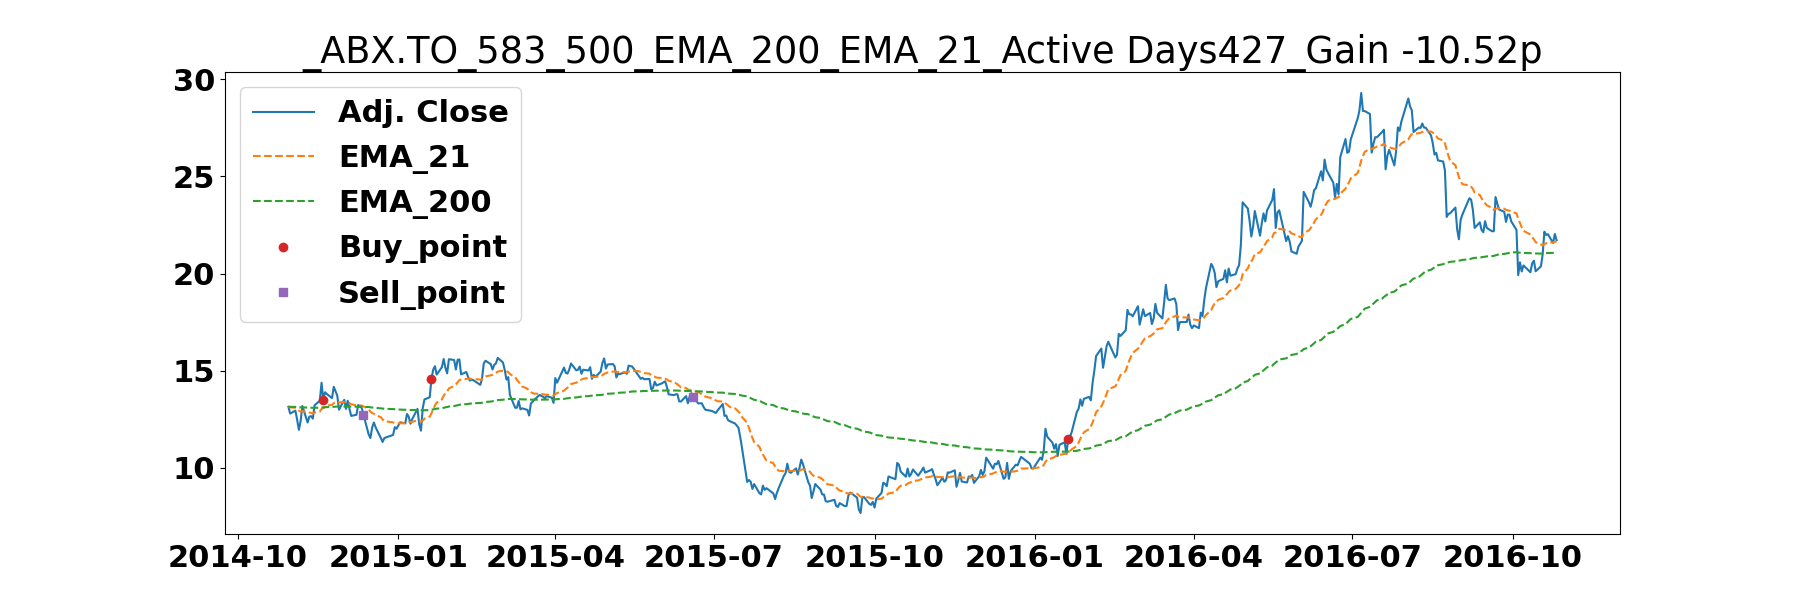 _ABX.TO_583_500_EMA_200_EMA_21_Active Days427_Gain -10.52p
30
25
20
15
10
Adj. Close
EMA_21
EMA_200
Buy_point
Sell_point
2014-10 2015-01 2015-04 2015-07 2015-10 2016-01 2016-04 2016-07 2016-10